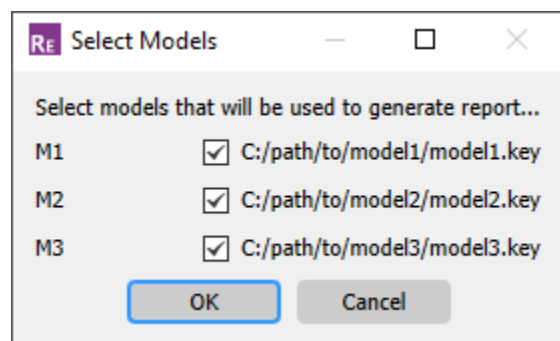 RE Select Models
Select models that will be used to generate report...
M1 C:/path/to/model1/model1.key
M2 C:/path/to/model2/model2.key
M3 C:/path/to/model3/model3.key
OK Cancel